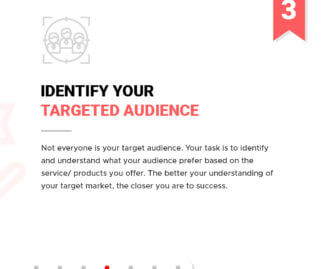 3
IDENTIFY YOUR
TARGETED AUDIENCE
Not everyone is your target audience. Your task is to identify
and understand what your audience prefer based on the
service/ products you offer. The better your understanding of
your target market, the closer you are to success.